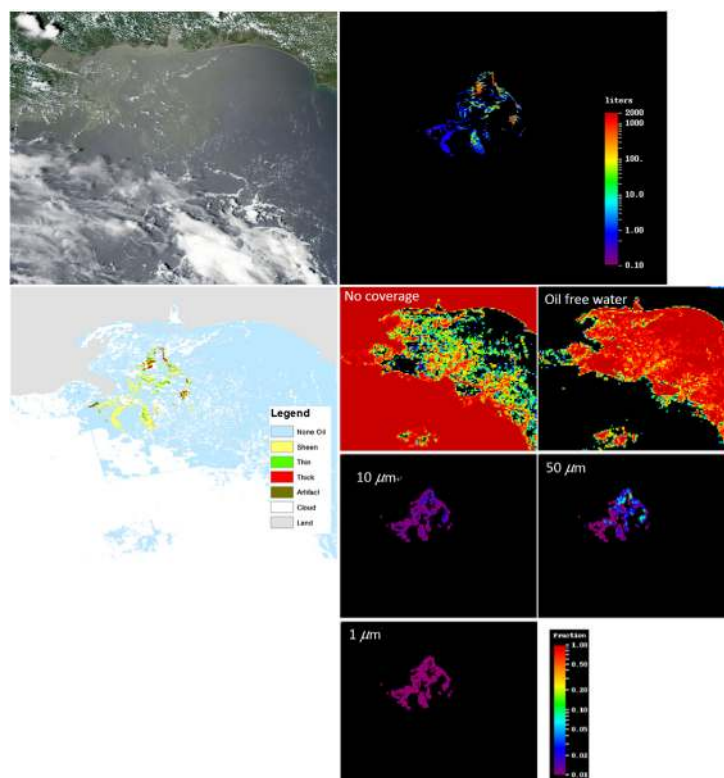 liters
2000
1000
100.
10.0
1.00
0.10
No coverage
Oil free water
Legend
None Oil
Sheen
Thin
Thick
Artifact
Cloud
Land
10 μm
50 μm
1 μm
Fraction
1.00
0.50
0.20
0.10
0.05
0.01